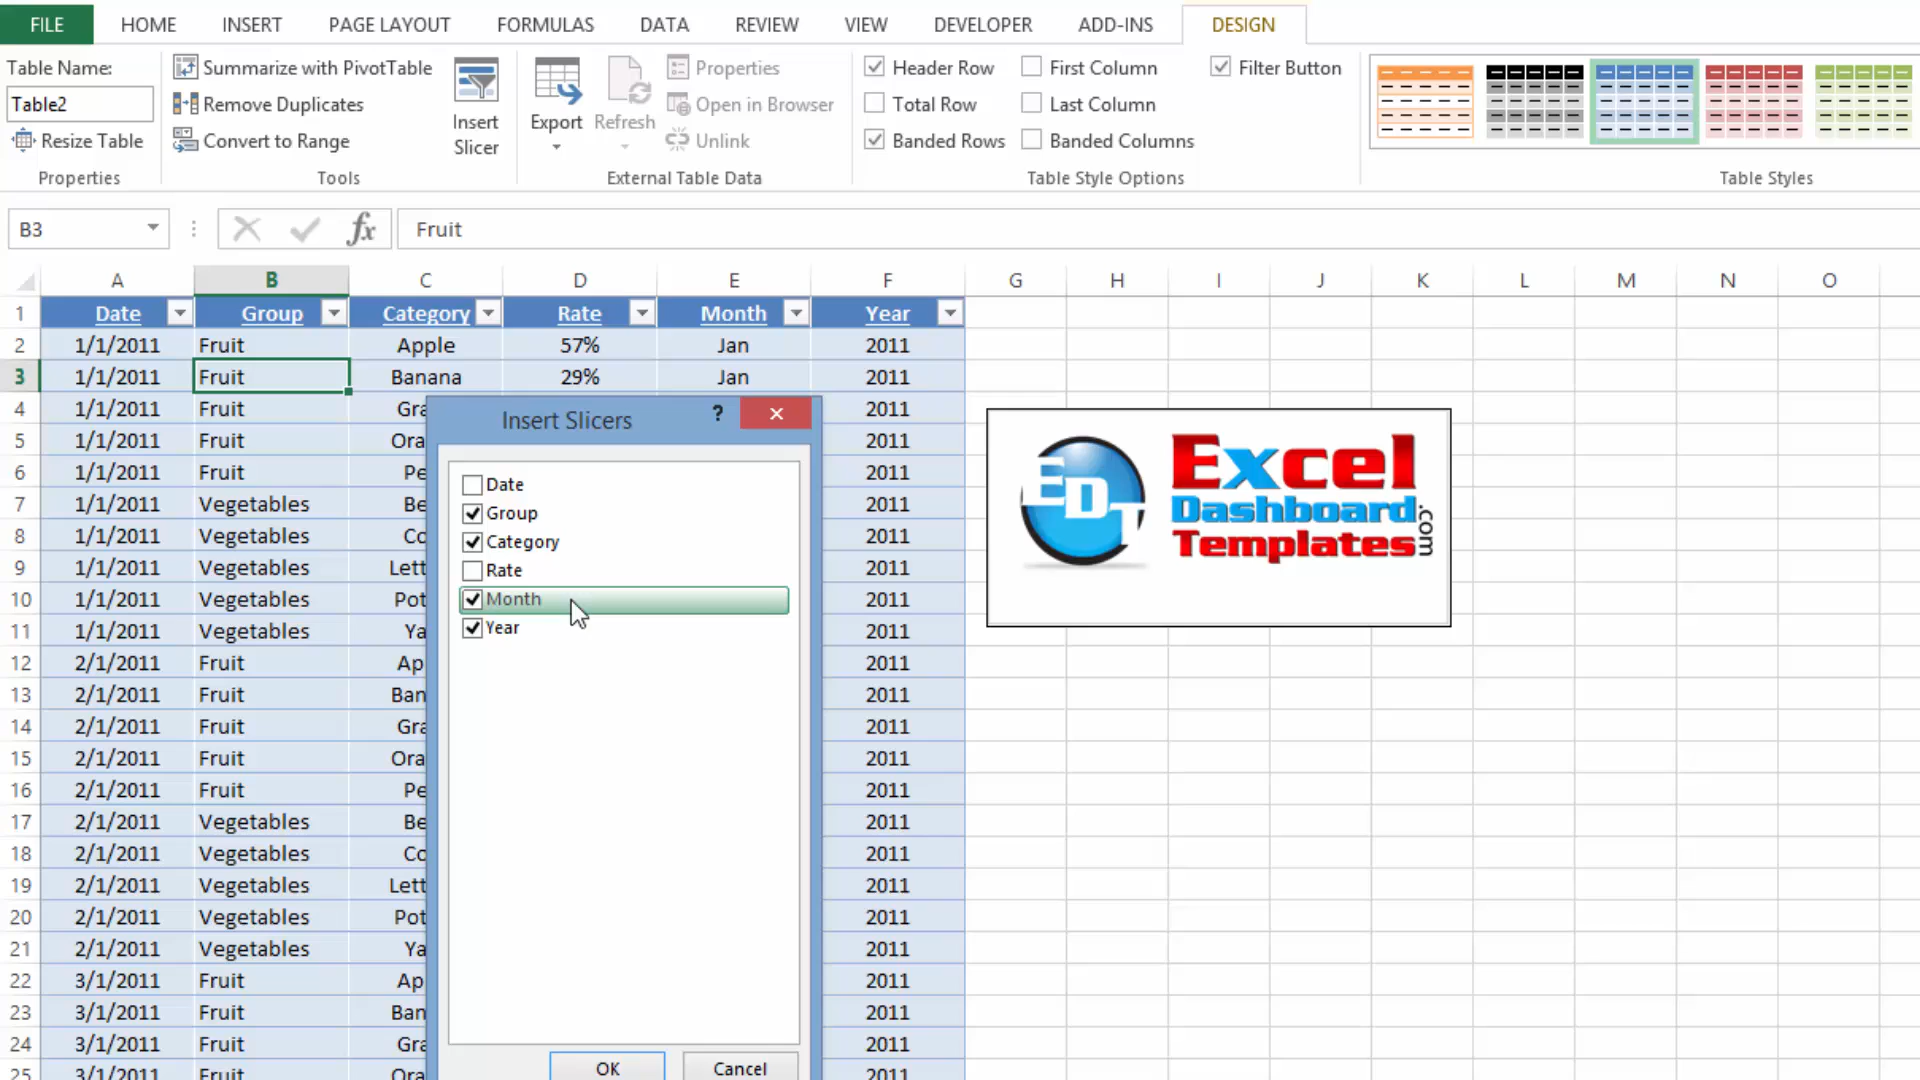 FILE HOME INSERT PAGE LAYOUT FORMULAS DATA REVIEW VIEW DEVELOPER ADD-INS DESIGN
Table Name:
Table2
Resize Table
Properties
Summarize with PivotTable
Remove Duplicates
Convert to Range
Tools
Insert
Slicer
Export
Refresh
Properties
Open in Browser
Unlink
External Table Data
Header Row First Column Filter Button
Total Row Last Column
Banded Rows Banded Columns
Table Style Options
Table Styles
B3 fx Fruit
A B C D E F G H I J K L M N O
1 Date Group Category Rate Month Year
2 1/1/2011 Fruit Apple 57% Jan 2011
3 1/1/2011 Fruit Banana 29% Jan 2011
4 1/1/2011 Fruit Gra 2011
5 1/1/2011 Fruit Ora 2011
6 1/1/2011 Fruit Pe 2011
7 1/1/2011 Vegetables Be 2011
8 1/1/2011 Vegetables Co 2011
9 1/1/2011 Vegetables Lett 2011
10 1/1/2011 Vegetables Pot 2011
11 1/1/2011 Vegetables Ya 2011
12 2/1/2011 Fruit Ap 2011
13 2/1/2011 Fruit Ban 2011
14 2/1/2011 Fruit Gra 2011
15 2/1/2011 Fruit Ora 2011
16 2/1/2011 Fruit Pe 2011
17 2/1/2011 Vegetables Be 2011
18 2/1/2011 Vegetables Co 2011
19 2/1/2011 Vegetables Lett 2011
20 2/1/2011 Vegetables Pot 2011
21 2/1/2011 Vegetables Ya 2011
22 3/1/2011 Fruit Ap 2011
23 3/1/2011 Fruit Ban 2011
24 3/1/2011 Fruit Gra 2011
25 3/1/2011 Fruit Ora 2011
Insert Slicers ?
Date
Group
Category
Rate
Month
Year
OK Cancel
EDT
Excel
Dashboard
Templates
.com